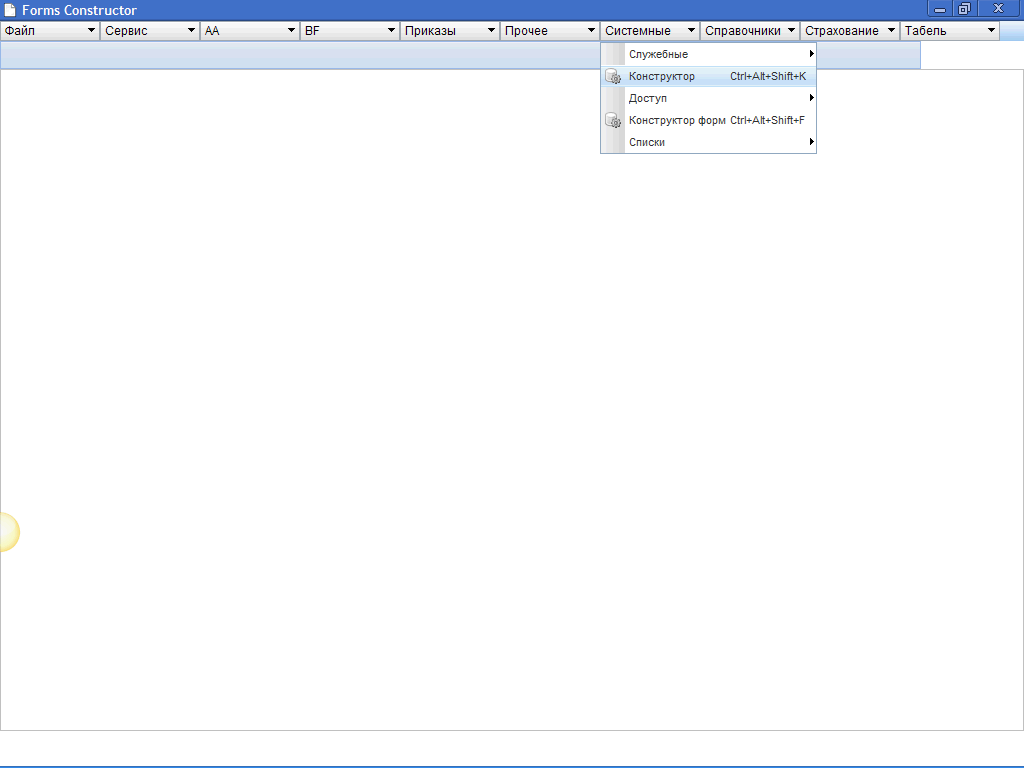 Forms Constructor
Файл Сервис AA BF Приказы Прочее Системные Справочники Страхование Табель
Служебные
Конструктор Ctrl+Alt+Shift+K
Доступ
Конструктор форм Ctrl+Alt+Shift+F
Списки